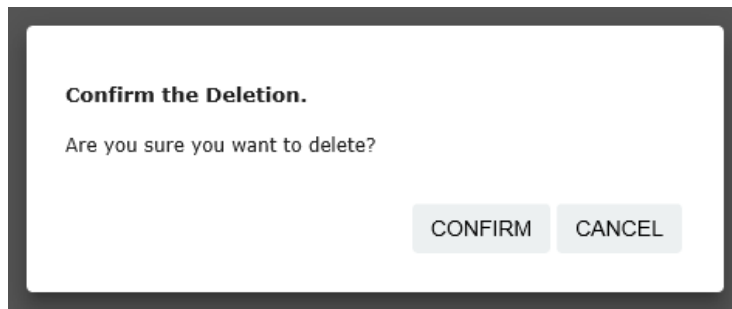 Confirm the Deletion.
Are you sure you want to delete?
CONFIRM CANCEL